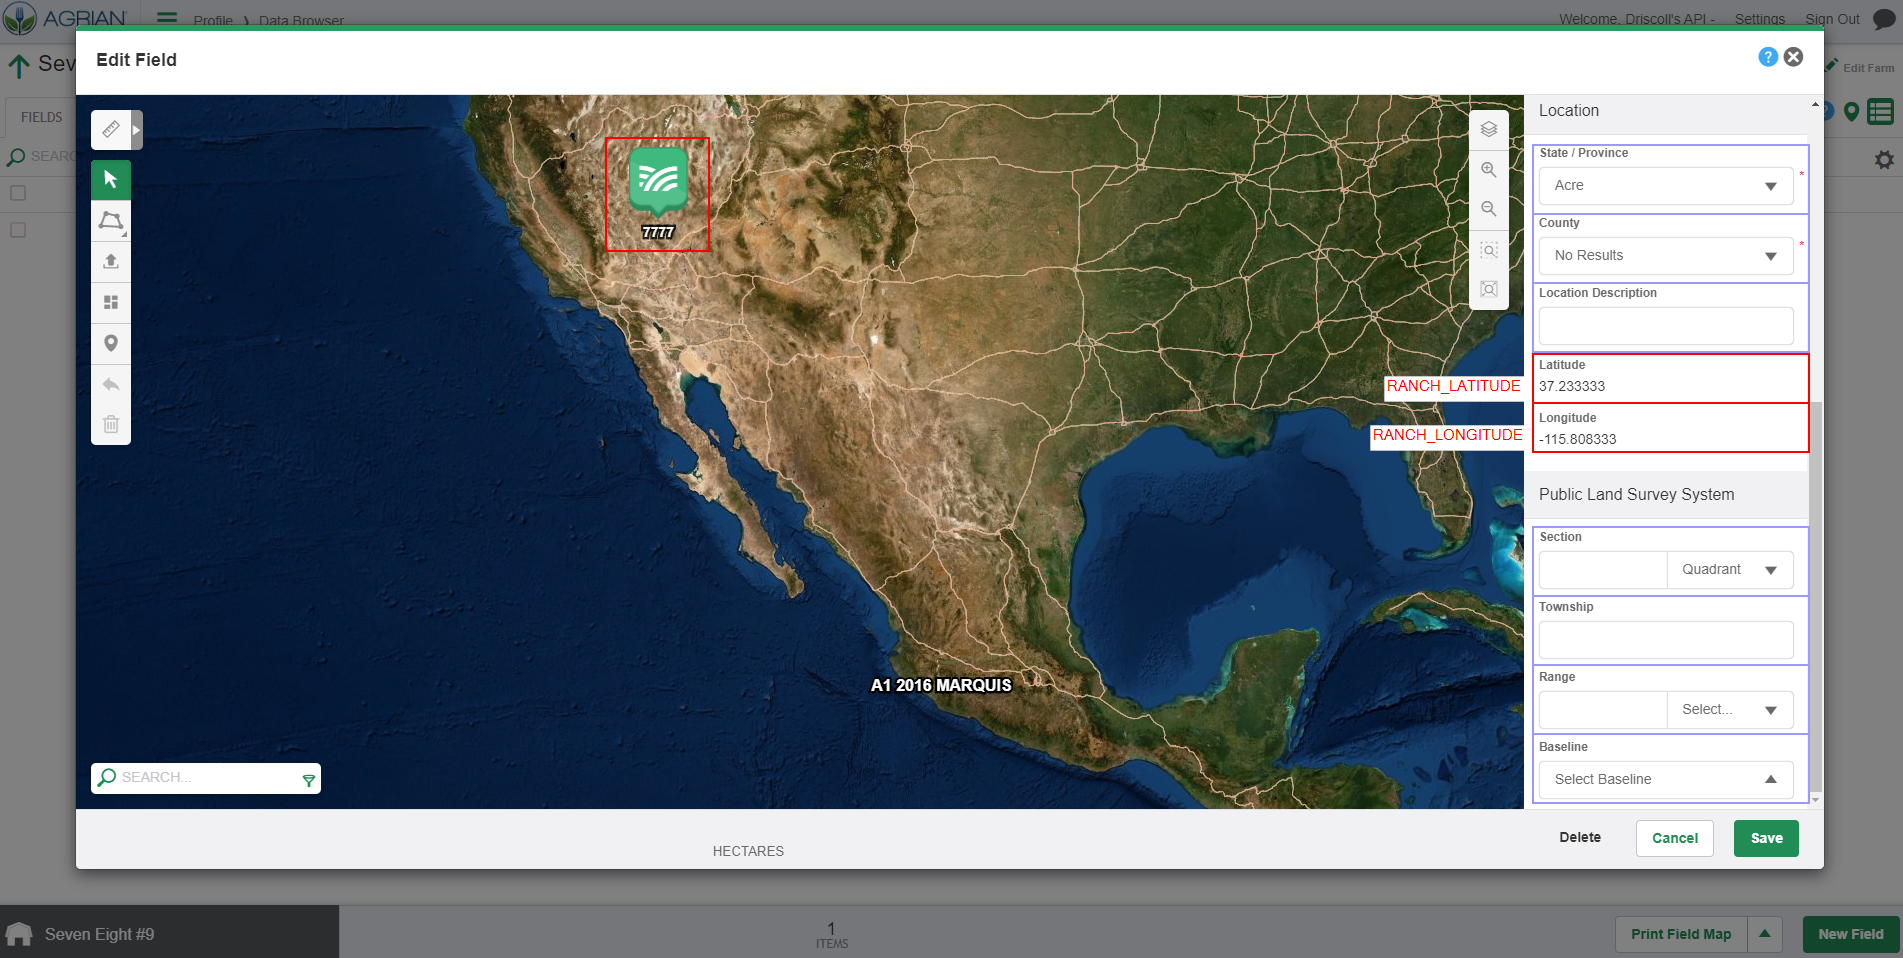 AGRIAN
Profile
Data Browser
Welcome, Driscoll's API -
Settings
Sign Out
Edit Field
?
Sev
Edit Farm
FIELDS
SEARC
7777
A1 2016 MARQUIS
SEARCH...
Location
State / Province
Acre
*
County
No Results
*
Location Description
RANCH_LATITUDE
Latitude
37.233333
RANCH_LONGITUDE
Longitude
-115.808333
Public Land Survey System
Section
Quadrant
Township
Range
Select...
Baseline
Select Baseline
HECTARES
Delete
Cancel
Save
Seven Eight #9
1
ITEMS
Print Field Map
New Field